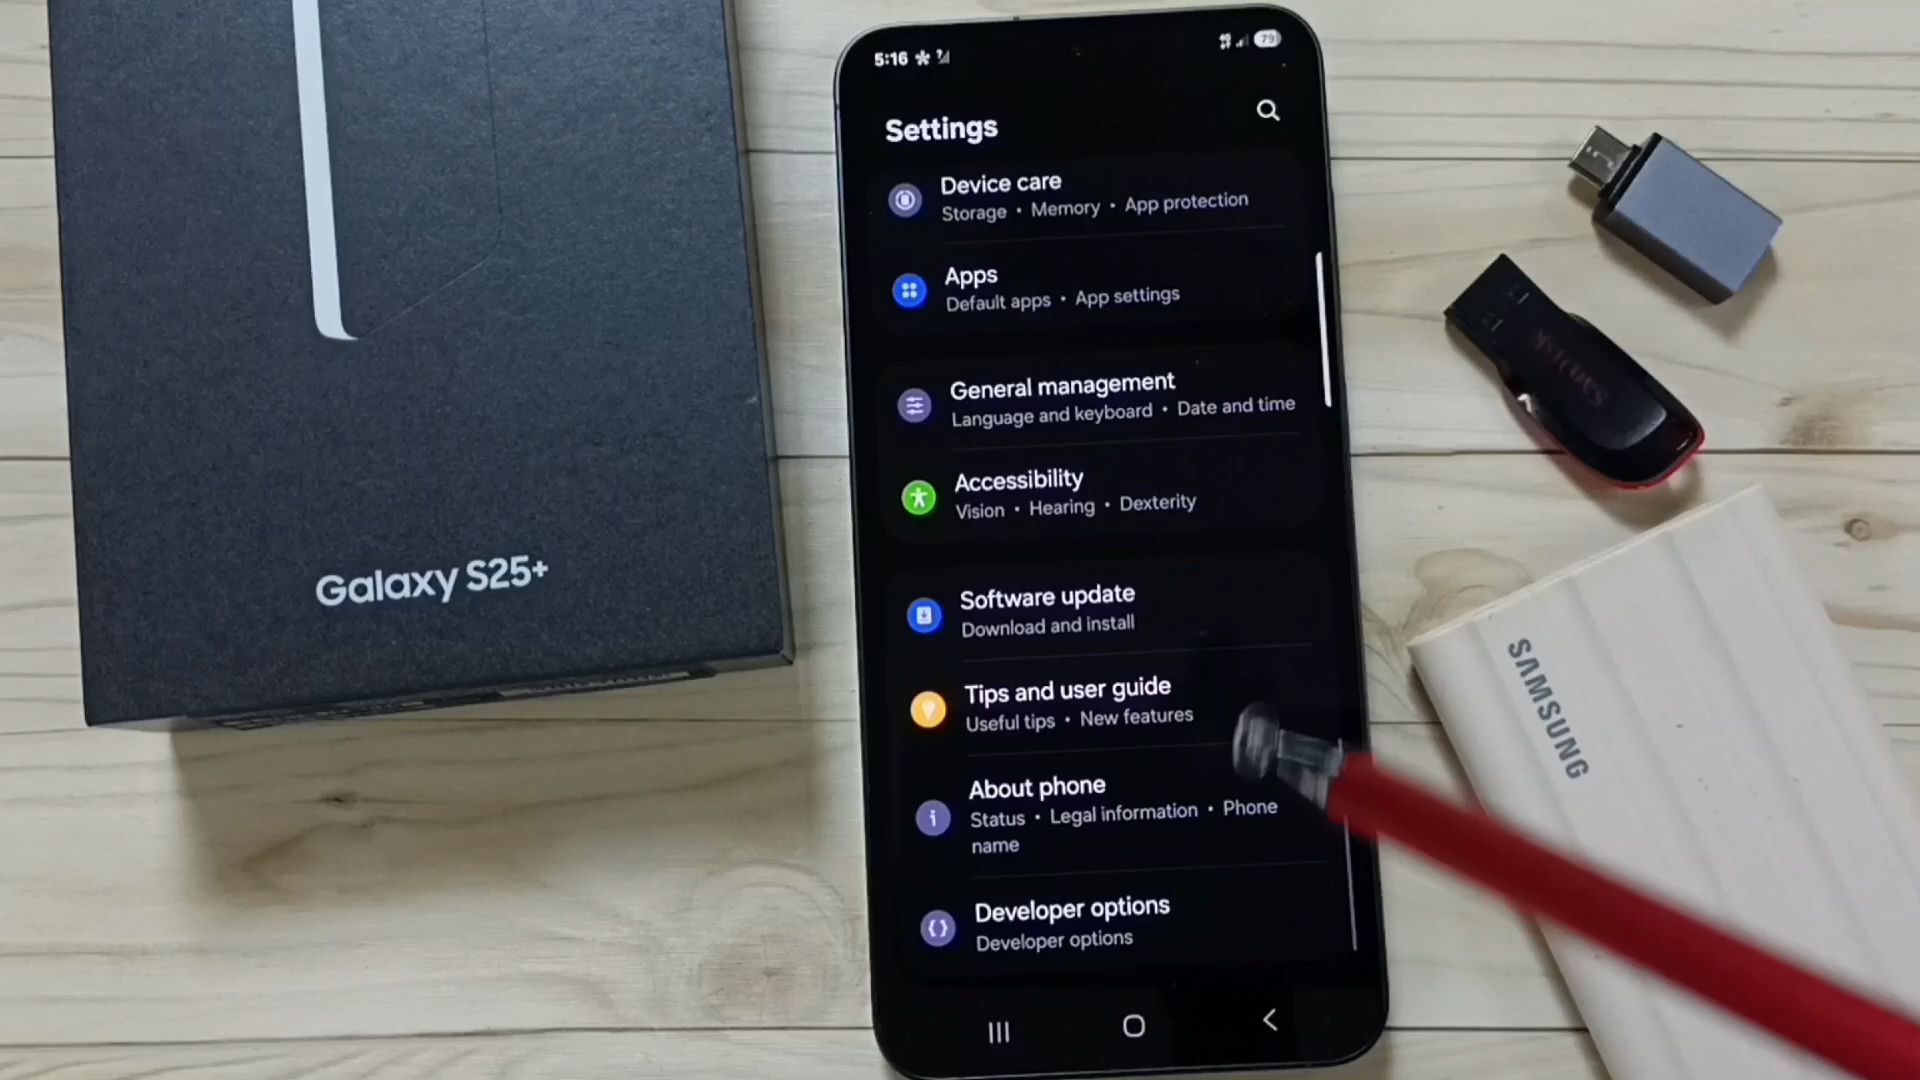 Galaxy S25+
5:16
79
Settings
Device care
Storage • Memory • App protection
Apps
Default apps • App settings
General management
Language and keyboard • Date and time
Accessibility
Vision • Hearing • Dexterity
Software update
Download and install
Tips and user guide
Useful tips • New features
About phone
Status • Legal information • Phone
name
Developer options
Developer options
SanDisk
SAMSUNG